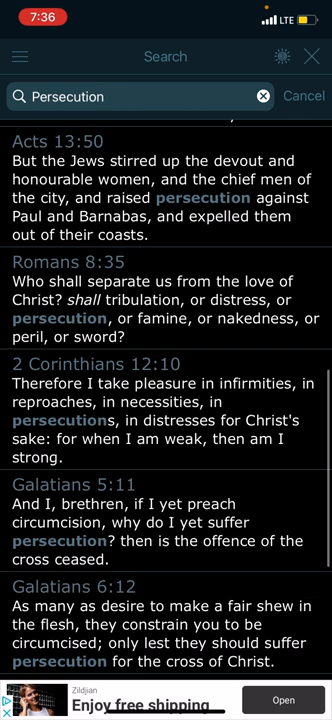 7:36
LTE
Search
Persecution
Cancel
Acts 13:50
But the Jews stirred up the devout and
honourable women, and the chief men of
the city, and raised persecution against
Paul and Barnabas, and expelled them
out of their coasts.
Romans 8:35
Who shall separate us from the love of
Christ? shall tribulation, or distress, or
persecution, or famine, or nakedness, or
peril, or sword?
2 Corinthians 12:10
Therefore I take pleasure in infirmities, in
reproaches, in necessities, in
persecutions, in distresses for Christ's
sake: for when I am weak, then am I
strong.
Galatians 5:11
And I, brethren, if I yet preach
circumcision, why do I yet suffer
persecution? then is the offence of the
cross ceased.
Galatians 6:12
As many as desire to make a fair shew in
the flesh, they constrain you to be
circumcised; only lest they should suffer
persecution for the cross of Christ.
Zildjian
Enjoy free shipping
Open